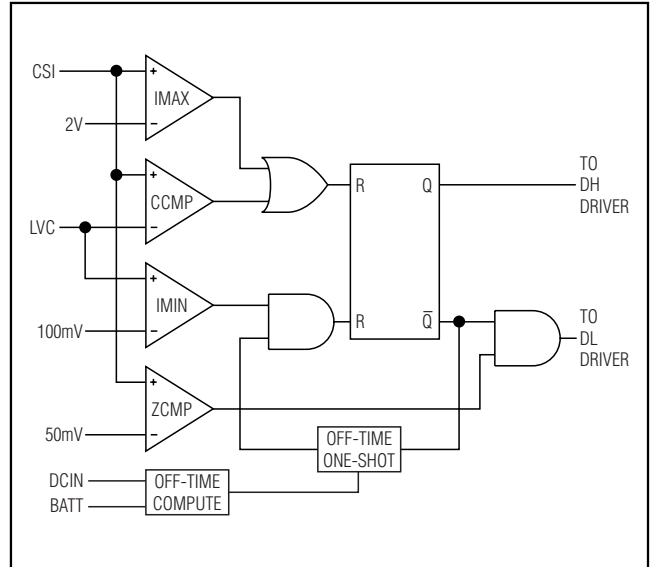 CSI
IMAX
2V
TO
DH
DRIVER
R
Q
CCMP
LVC
IMIN
R
Q̅
TO
DL
DRIVER
100mV
ZCMP
50mV
OFF-TIME
ONE-SHOT
DCIN
BATT
OFF-TIME
COMPUTE